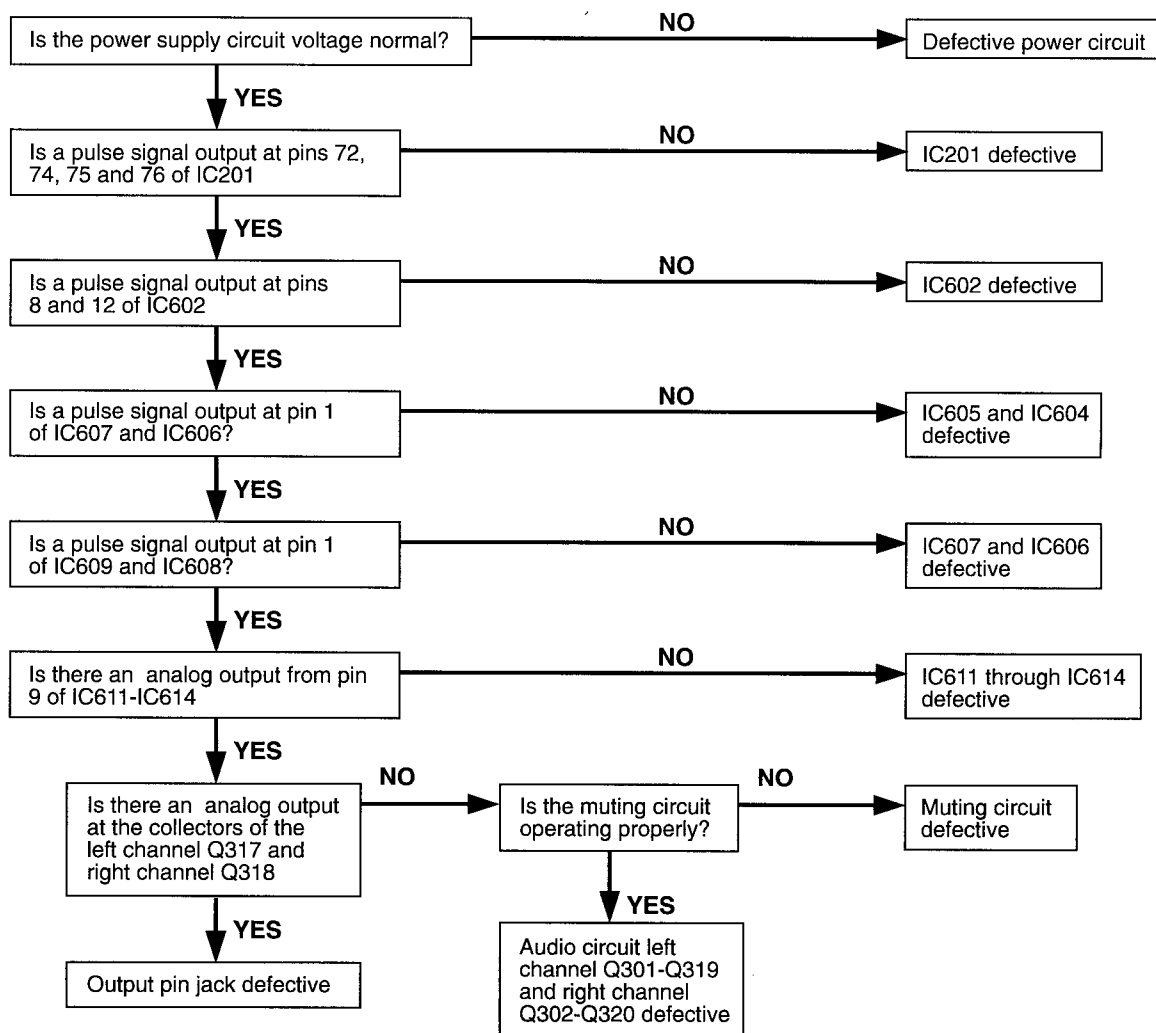 Is the power supply circuit voltage normal?
NO
Defective power circuit
YES
Is a pulse signal output at pins 72,
74, 75 and 76 of IC201
NO
IC201 defective
YES
Is a pulse signal output at pins
8 and 12 of IC602
NO
IC602 defective
YES
Is a pulse signal output at pin 1
of IC607 and IC606?
NO
IC605 and IC604
defective
YES
Is a pulse signal output at pin 1
of IC609 and IC608?
NO
IC607 and IC606
defective
YES
Is there an analog output from pin
9 of IC611-IC614
NO
IC611 through IC614
defective
YES
Is there an analog output
at the collectors of the
left channel Q317 and
right channel Q318
NO
Is the muting circuit
operating properly?
NO
Muting circuit
defective
YES
Output pin jack defective
YES
Audio circuit left
channel Q301-Q319
and right channel
Q302-Q320 defective